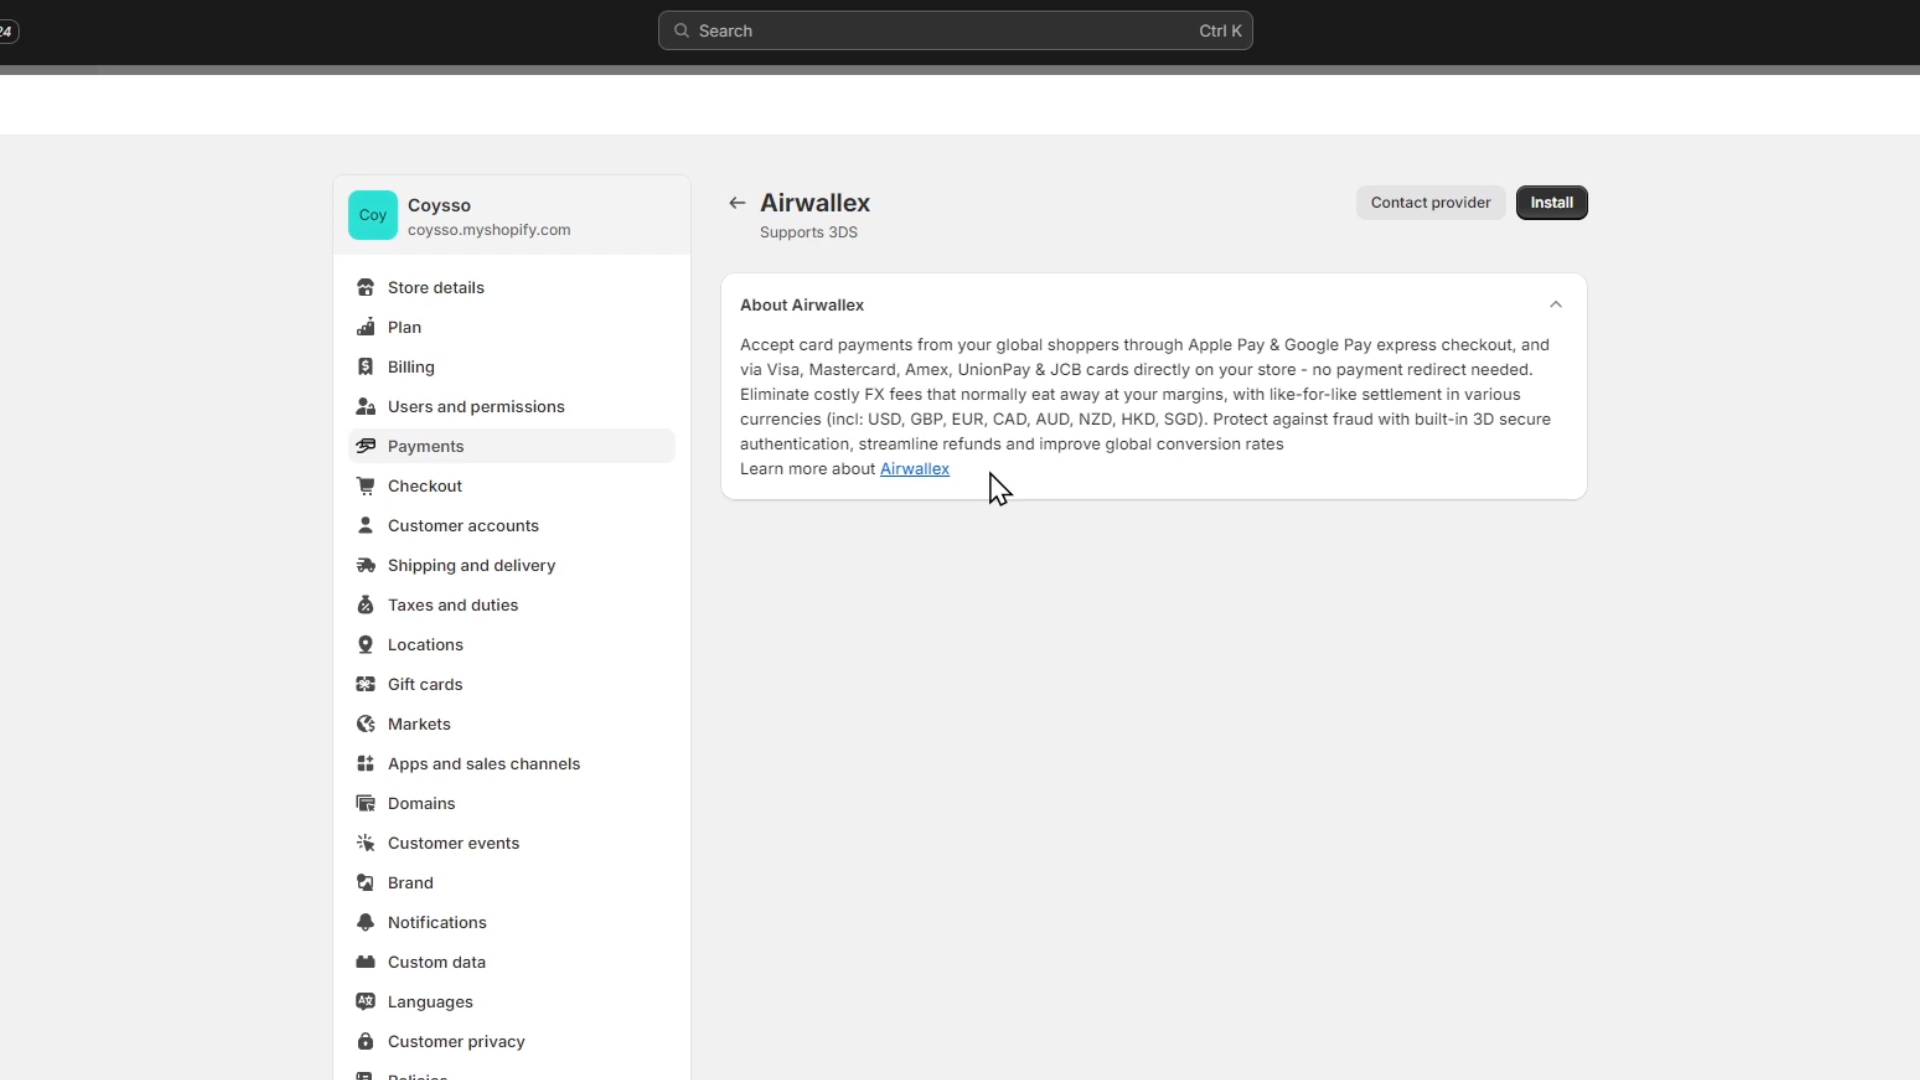 24
Search
Ctrl K
Coy
Coysso
coysso.myshopify.com
Store details
Plan
Billing
Users and permissions
Payments
Checkout
Customer accounts
Shipping and delivery
Taxes and duties
Locations
Gift cards
Markets
Apps and sales channels
Domains
Customer events
Brand
Notifications
Custom data
Languages
Customer privacy
Policies
Airwallex
Supports 3DS
Contact provider
Install
About Airwallex
Accept card payments from your global shoppers through Apple Pay & Google Pay express checkout, and
via Visa, Mastercard, Amex, UnionPay & JCB cards directly on your store - no payment redirect needed.
Eliminate costly FX fees that normally eat away at your margins, with like-for-like settlement in various
currencies (incl: USD, GBP, EUR, CAD, AUD, NZD, HKD, SGD). Protect against fraud with built-in 3D secure
authentication, streamline refunds and improve global conversion rates
Learn more about Airwallex